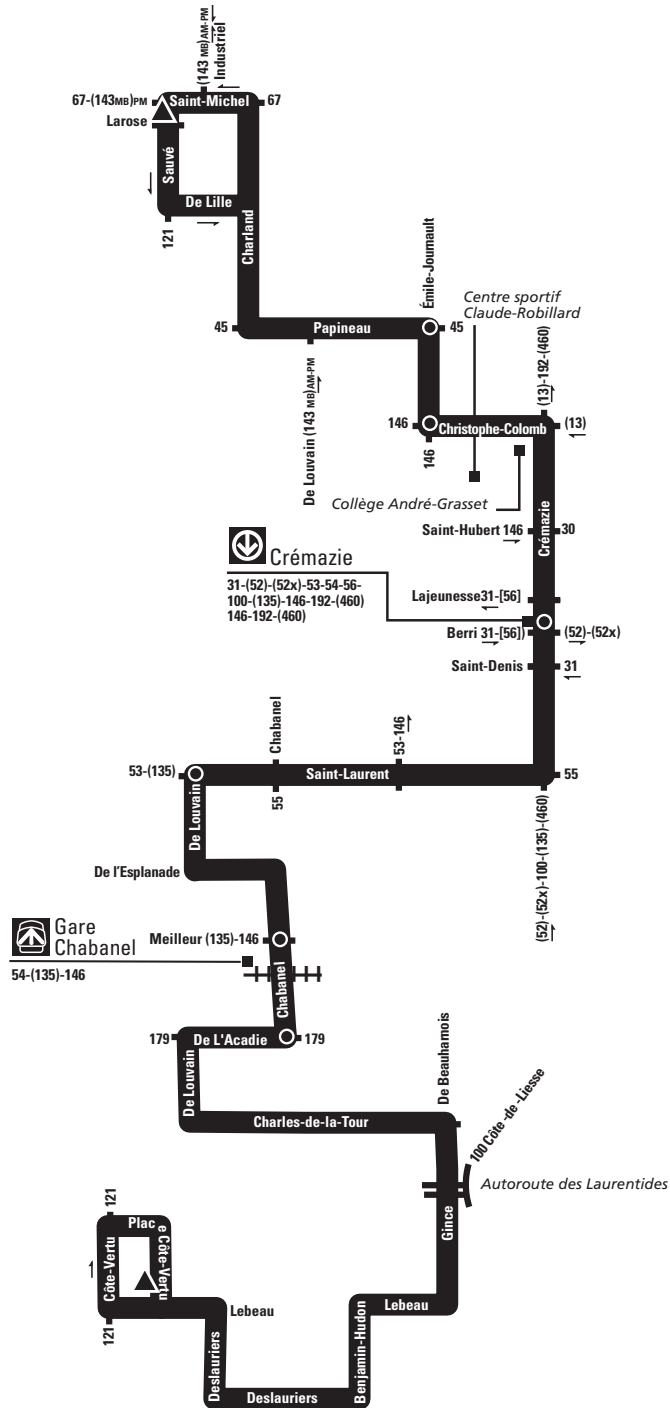 (143 MB)AM-PM
Industriel
67-(143MB)PM
Saint-Michel
67
Larose
Sauvé
De Lille
121
Charland
Émile-Journault
Centre sportif
Claude-Robillard
45
Papineau
45
De Louvain (143 MB)AM-PM
(13)-192-(460)
146
Christophe-Colomb
(13)
146
Collège André-Grasset
Saint-Hubert 146
Crémazie
30
Crémazie
31-(52)-(52x)-53-54-56-
100-(135)-146-192-(460)
146-192-(460)
Lajeunesse31-[56]
Berri 31-[56])
(52)-(52x)
Saint-Denis
31
Chabanel
53-146
53-(135)
Saint-Laurent
55
55
De Louvain
(52)-(52x)-100-(135)-(460)
De l'Esplanade
Gare
Chabanel
54-(135)-146
Meilleur (135)-146
Chabanel
179
De L'Acadie
179
De Louvain
De Beauharnois
Charles-de-la-Tour
100 Côte-de-Liesse
Autoroute des Laurentides
Gince
121
Plac
e Côte-Vertu
Côte-Vertu
121
Lebeau
Lebeau
Deslauriers
Benjamin-Hudon
Deslauriers